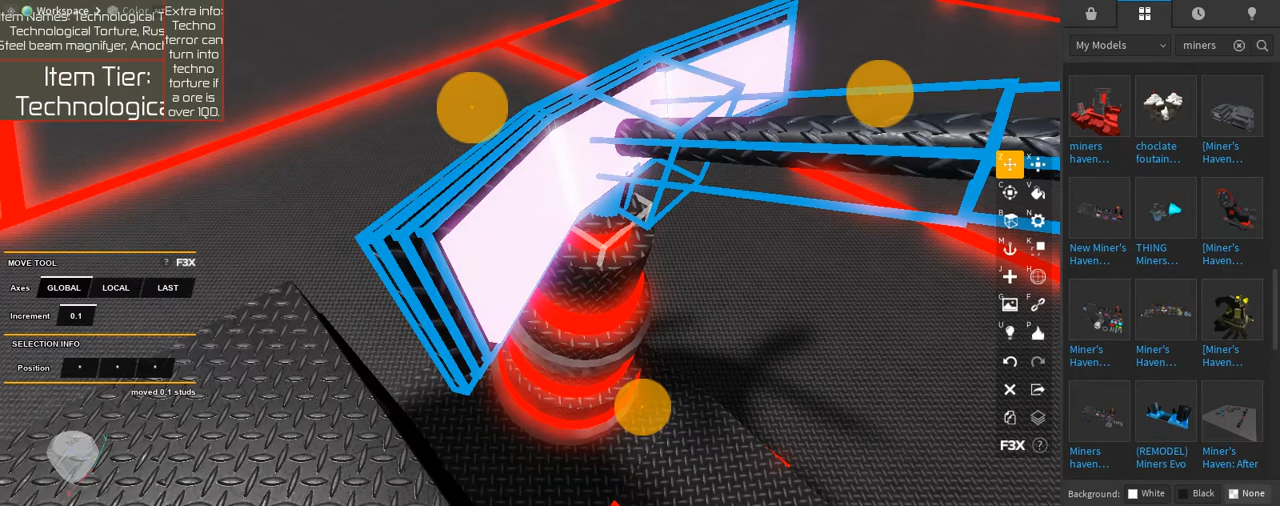 Workspace
Color
Item Names: Technological T
Technological Torture, Rus
Steel beam magnifyer, Anoch
Item Tier:
Technologica
Extra info:
Techno
terror can
turn into
techno
torture if
a ore is
over 1QD.
MOVE TOOL
?
F3X
Axes
GLOBAL
LOCAL
LAST
Increment
0.1
SELECTION INFO
Position
*
*
*
moved 0.1 studs
Z
X
C
V
B
N
M
K
J
H
G
F
U
P
F3X
?
My Models
miners
miners
haven...
choclate
foutain...
[Miner's
Haven...
New Miner's
Haven...
THING
Miners...
[Miner's
Haven...
Miner's
Haven...
Miner's
Haven...
[Miner's
Haven...
Miners
haven...
(REMODEL)
Miners Evo
Miner's
Haven: After
Background:
White
Black
None